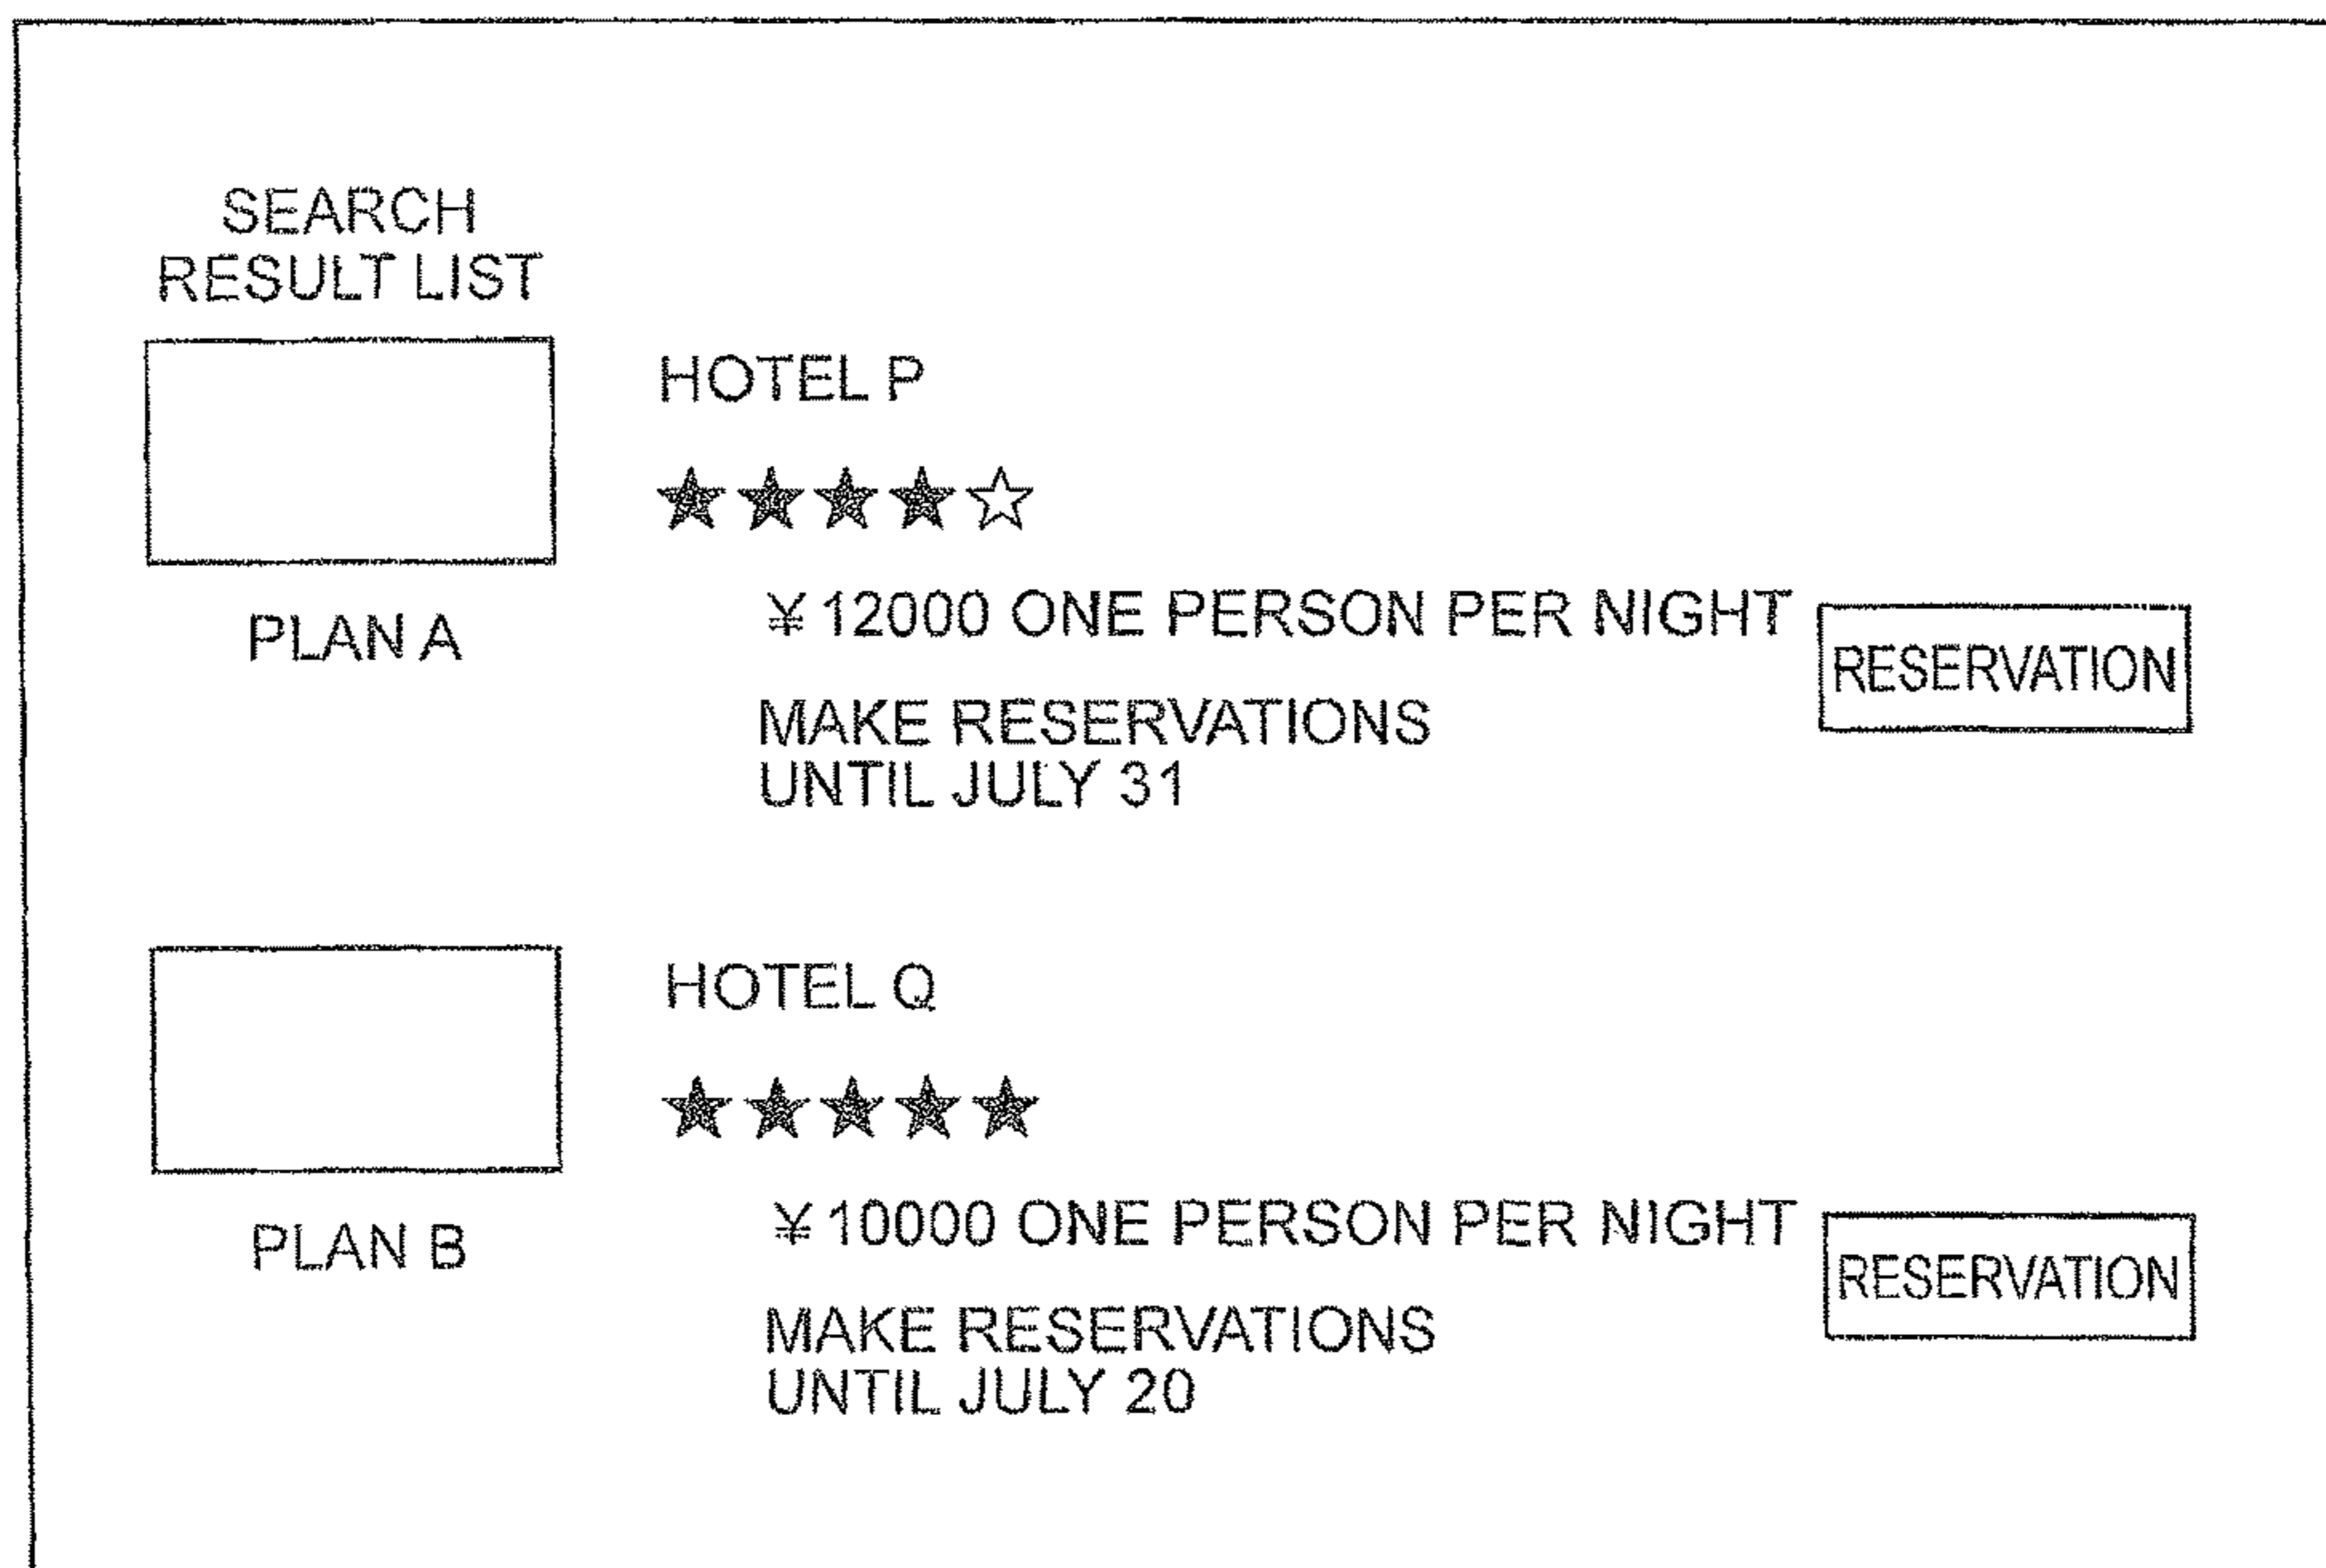 SEARCH
RESULT LIST
HOTEL P
★★★★☆
PLAN A
¥12000 ONE PERSON PER NIGHT
RESERVATION
MAKE RESERVATIONS
UNTIL JULY 31
HOTEL Q
★★★★★
PLAN B
¥10000 ONE PERSON PER NIGHT
RESERVATION
MAKE RESERVATIONS
UNTIL JULY 20